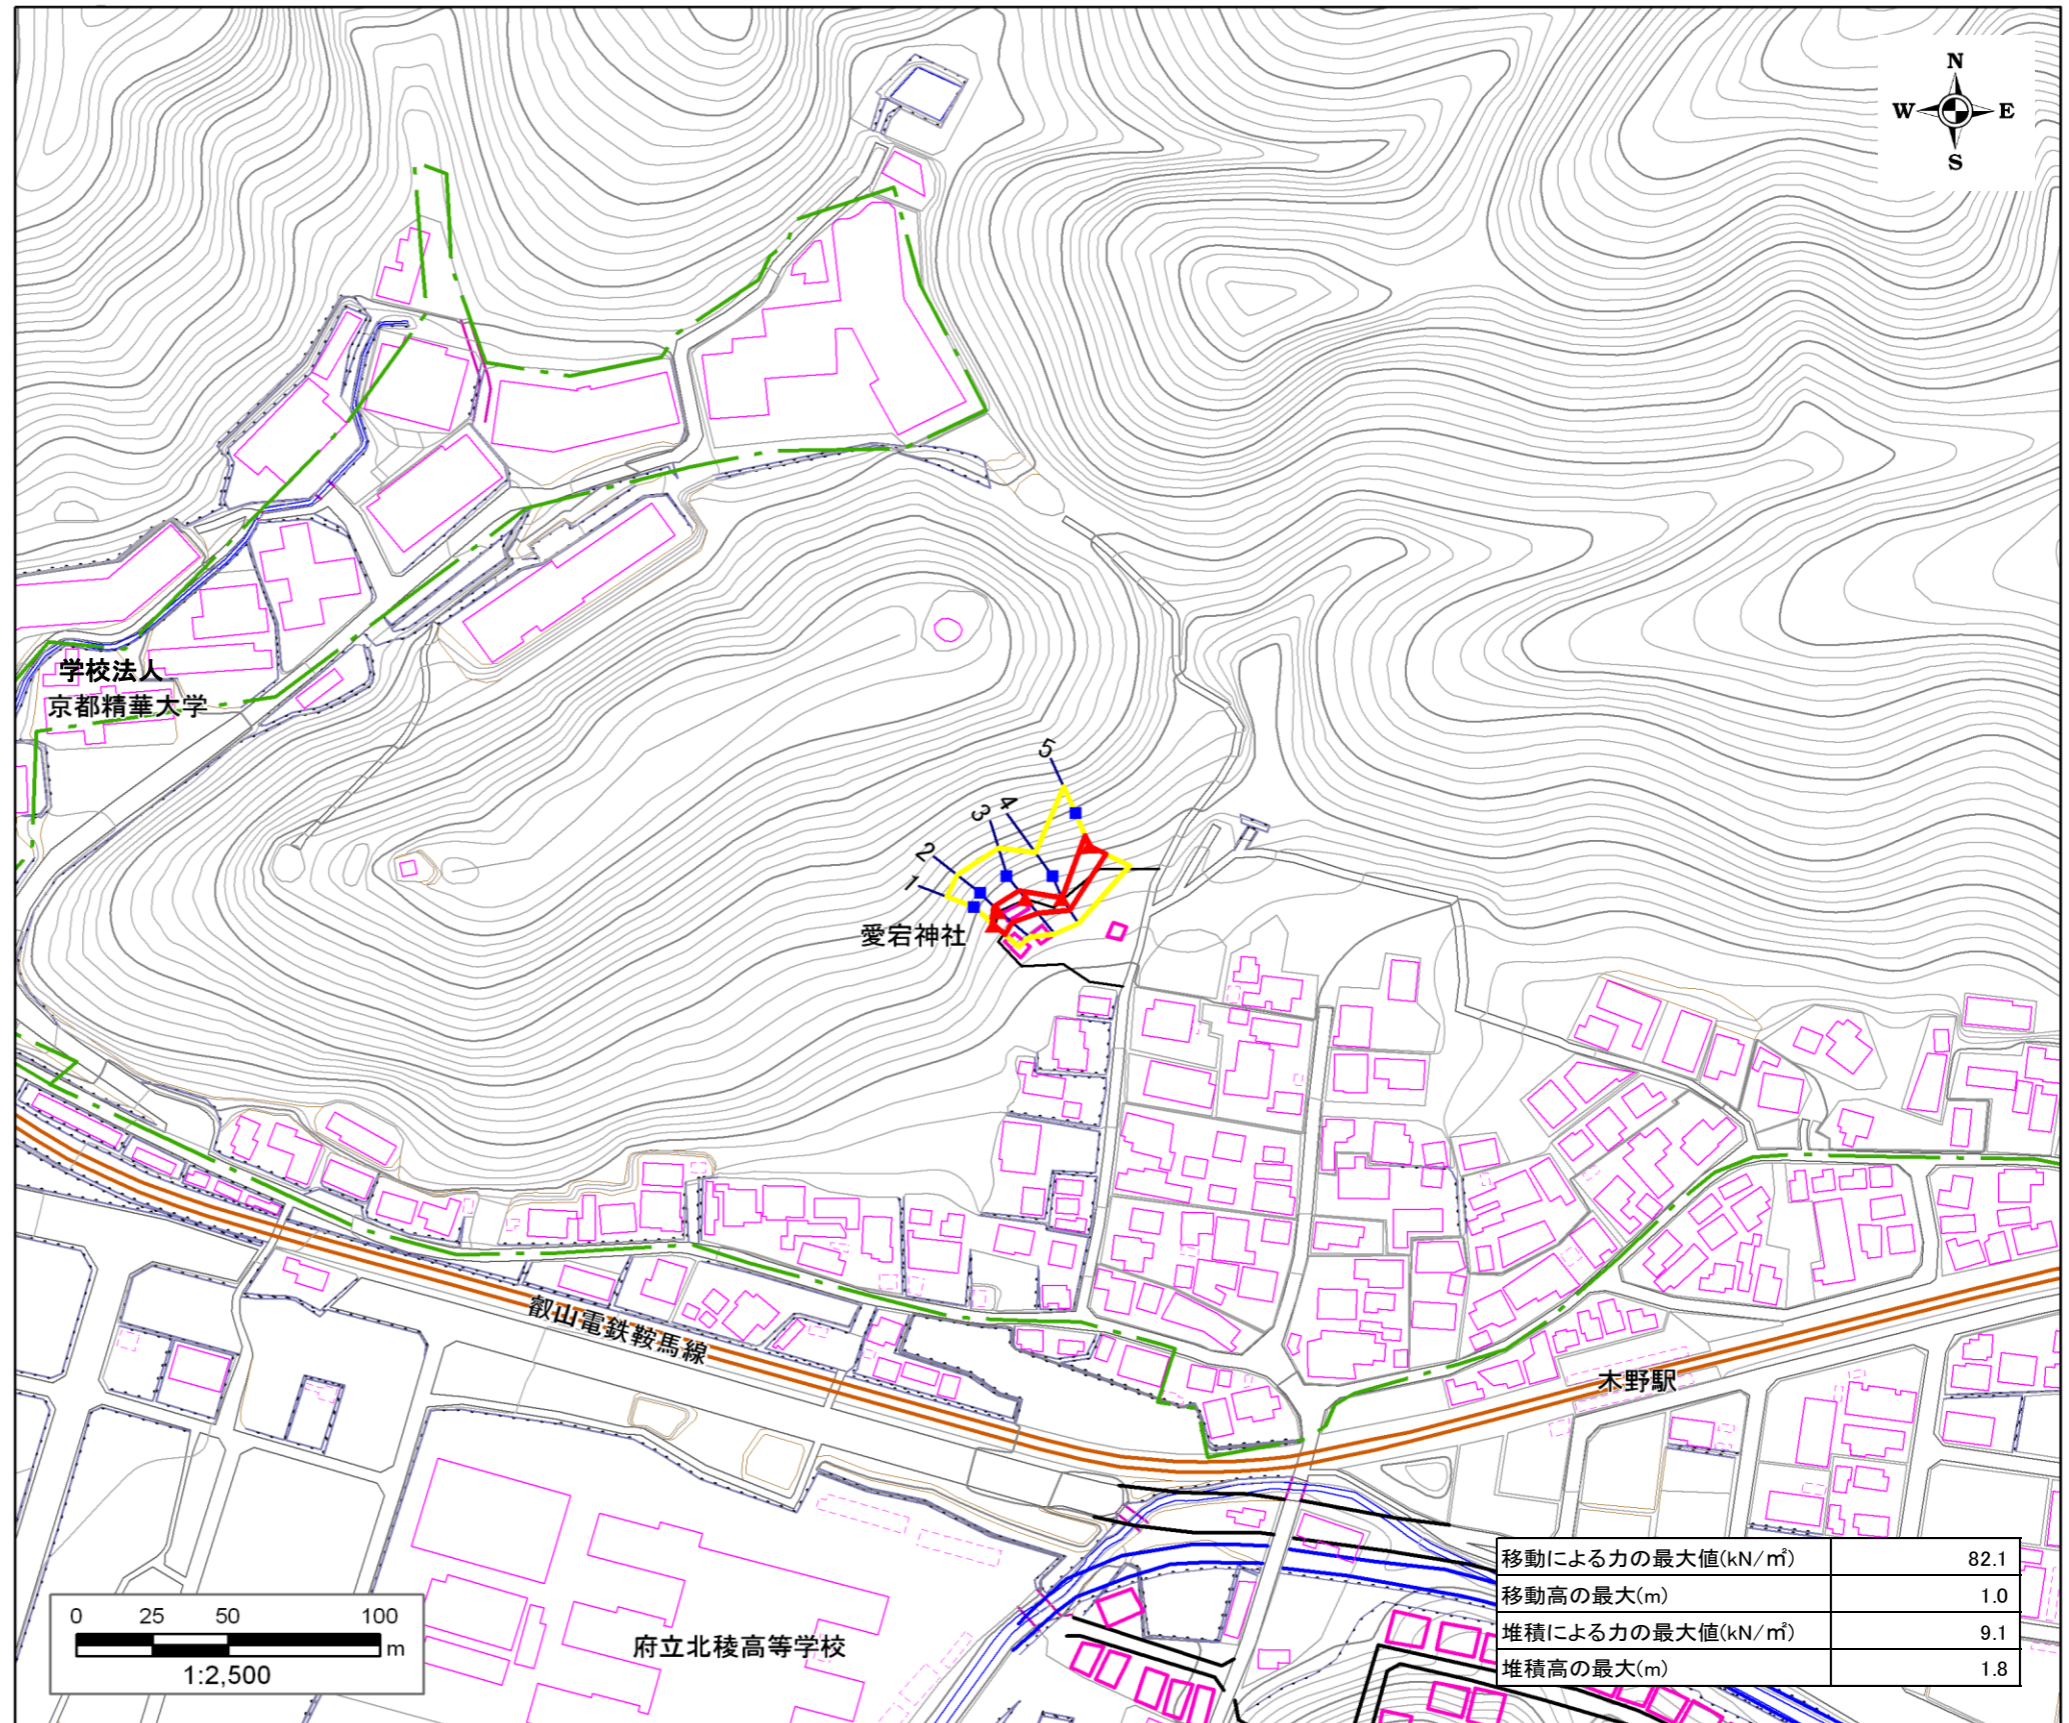 N
W E
S
学校法人
京都精華大学
5
4
3
2
1
愛宕神社
叡山電鉄鞍馬線
木野駅
移動による力の最大値(kN/㎡) 82.1
移動高の最大(m) 1.0
堆積による力の最大値(kN/㎡) 9.1
堆積高の最大(m) 1.8
0 25 50 100
m
1:2,500
府立北稜高等学校